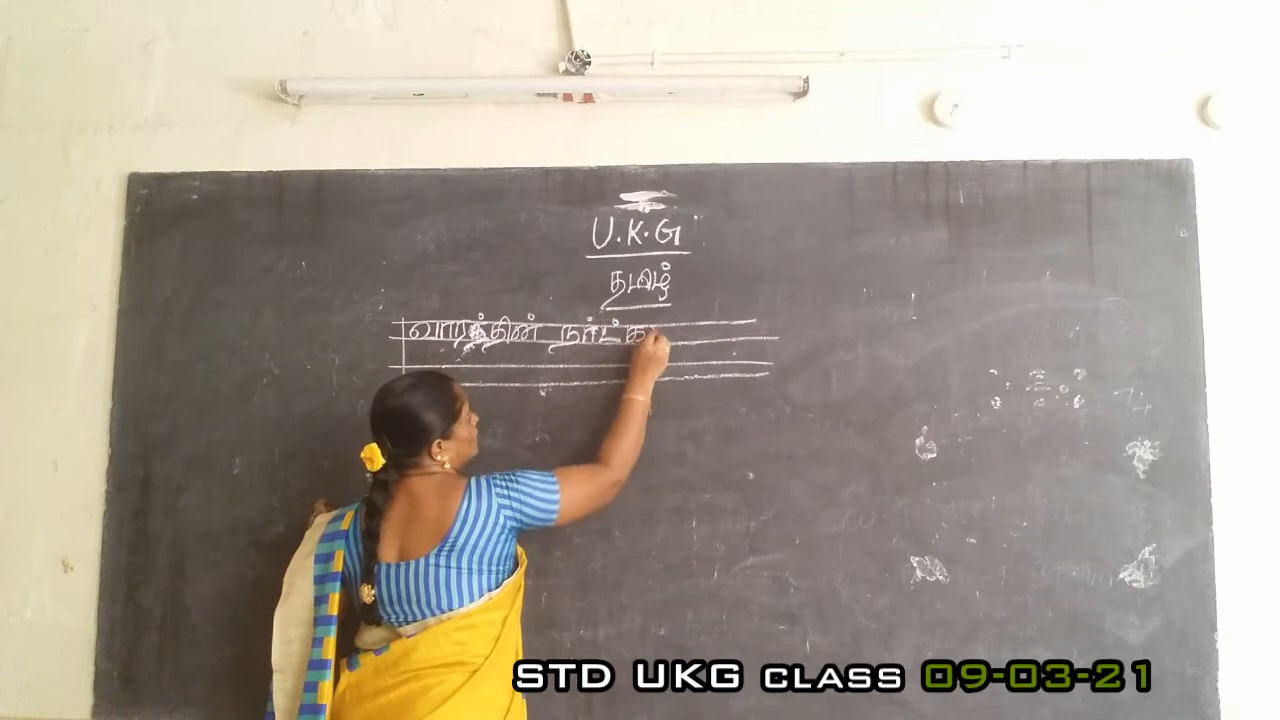 U.K.G
தமிழ்
வாரத்தின் நாட்க
STD UKG CLASS 09-03-21